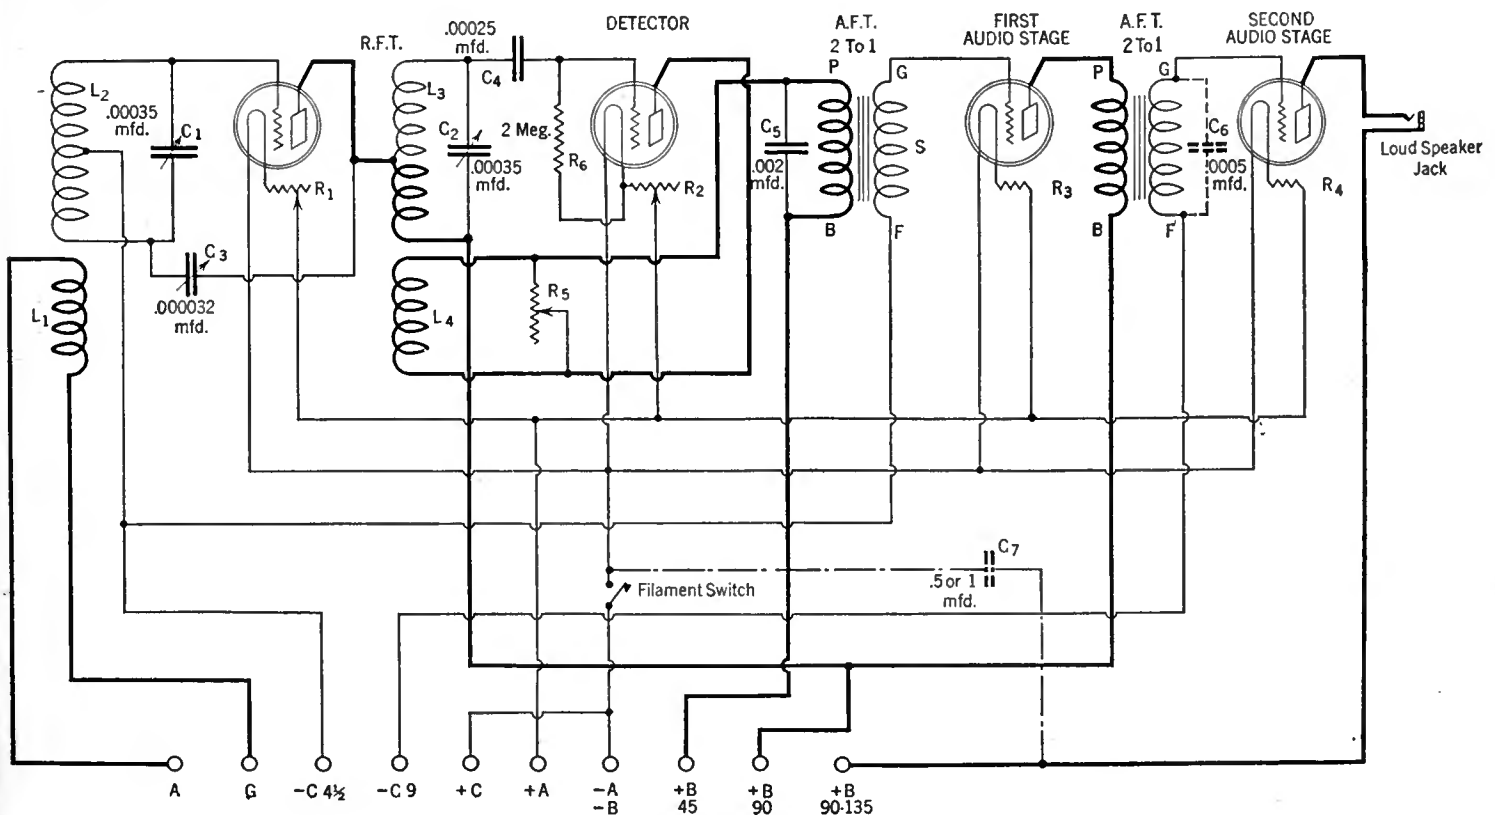 DETECTOR
A.F.T.
2 To 1
FIRST
AUDIO STAGE
A.F.T.
2 To 1
SECOND
AUDIO STAGE
R.F.T.
.00025
mfd.
C4
P
G
P
G
L2
.00035
mfd.
C1
L3
C2
.00035
mfd.
2 Meg.
R6
C5
.002
mfd.
S
C6
.0005
mfd.
Loud Speaker
Jack
R1
R2
R3
R4
B
F
B
F
C3
.000032
mfd.
L1
L4
R5
C7
.5 or 1
mfd.
Filament Switch
A
G
−C 4½
−C 9
+C
+A
−A
−B
+B
45
+B
90
+B
90-135